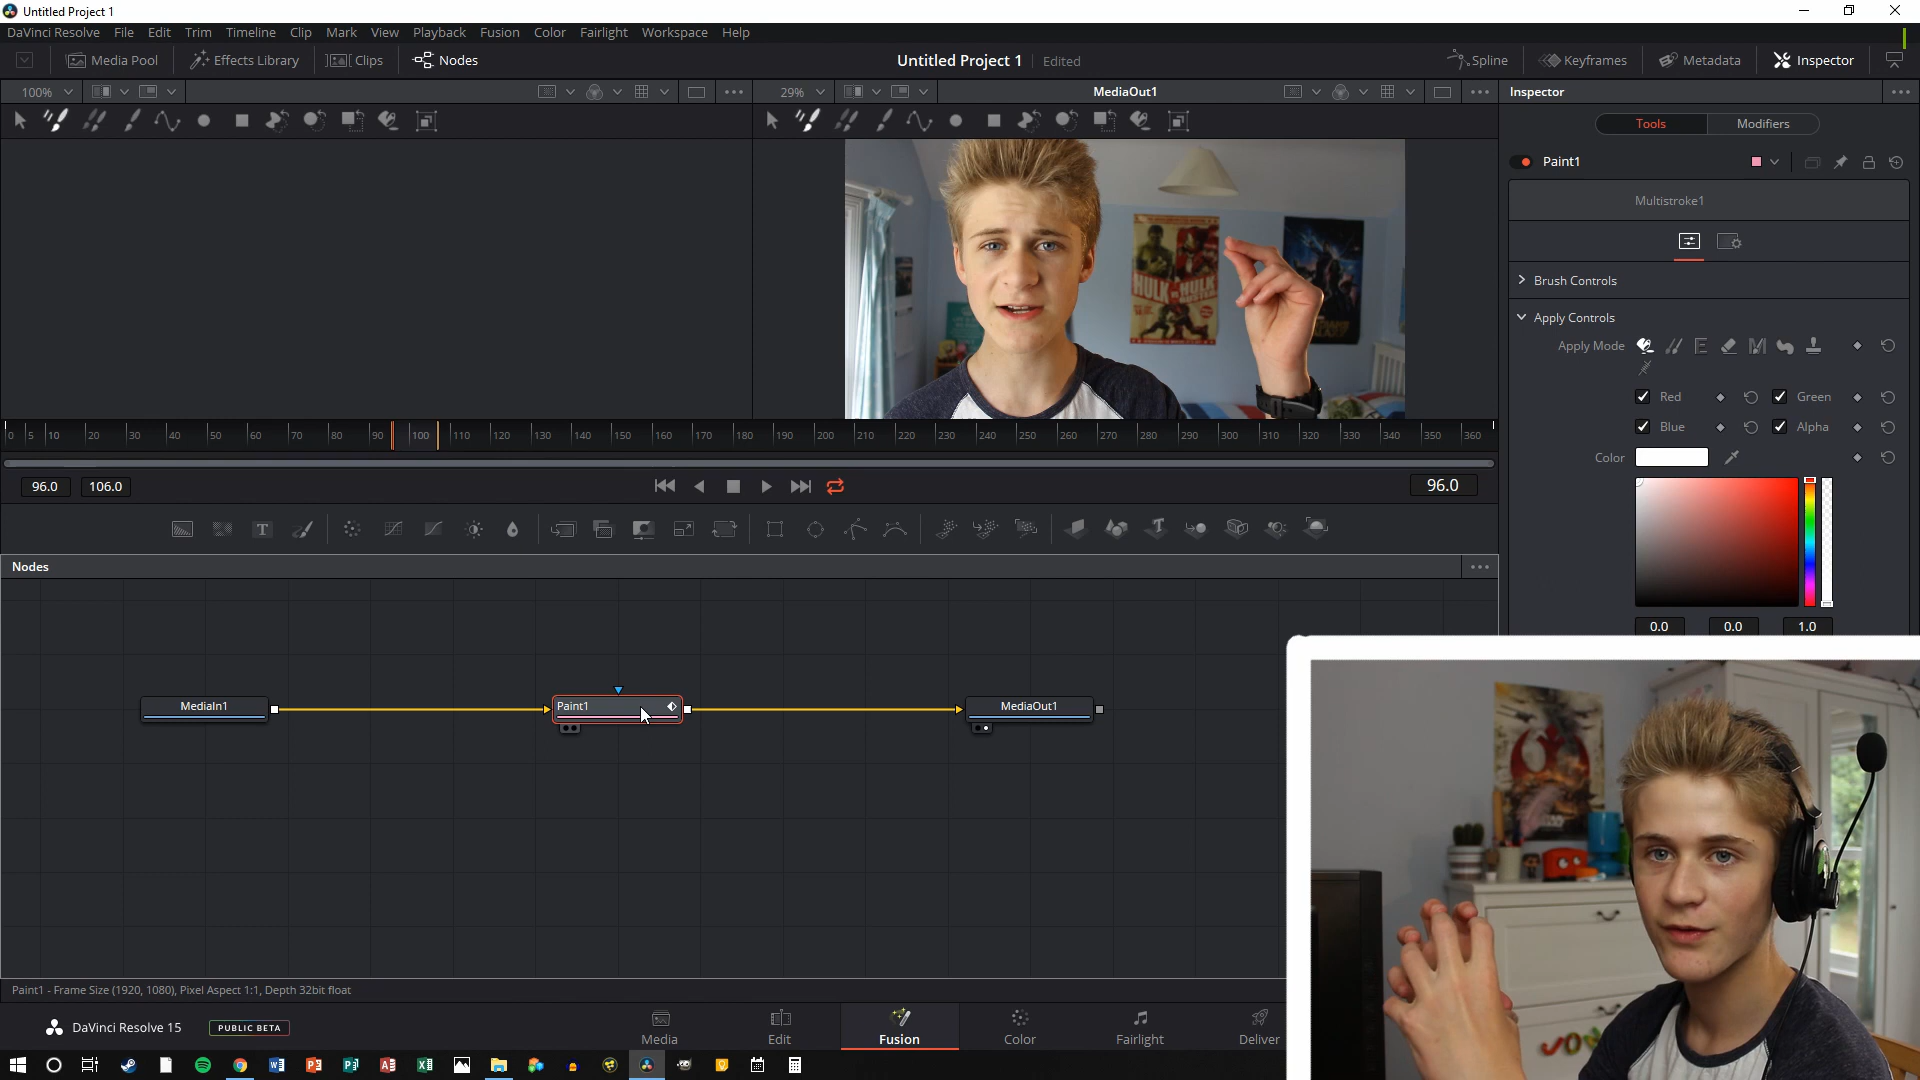 Untitled Project 1
DaVinci Resolve File Edit Trim Timeline Clip Mark View Playback Fusion Color Fairlight Workspace Help
Media Pool Effects Library Clips Nodes Untitled Project 1 Edited Spline Keyframes Metadata Inspector
100% 29% MediaOut1 Inspector
Tools Modifiers
Paint1
Multistroke1
Brush Controls
Apply Controls
Apply Mode
Red Green
Blue Alpha
Color
0.0 0.0 1.0
HULK vs HULK
0 5 10 20 30 40 50 60 70 80 90 100 110 120 130 140 150 160 170 180 190 200 210 220 230 240 250 260 270 280 290 300 310 320 330 340 350 360
96.0 106.0 96.0
Nodes
MediaIn1 Paint1 MediaOut1
Paint1 - Frame Size (1920, 1080), Pixel Aspect 1:1, Depth 32bit float
DaVinci Resolve 15 PUBLIC BETA Media Edit Fusion Color Fairlight Deliver